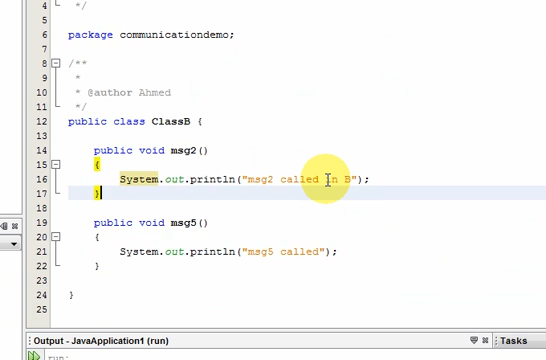 4
*/
5
6 package communicationdemo;
7
8 /**
9 *
10 * @author Ahmed
11 */
12 public class ClassB {
13
14 public void msg2()
15 {
16 System.out.println("msg2 called in B");
17 }
18
19 public void msg5()
20 {
21 System.out.println("msg5 called");
22 }
23
24 }
25
Output - JavaApplication1 (run)
Tasks
run: